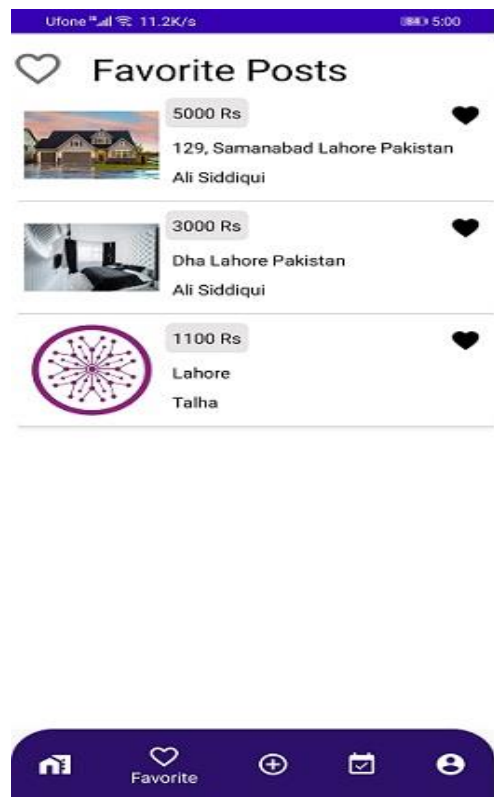 Ufone 11.2K/s 84 5:00
Favorite Posts
5000 Rs
129, Samanabad Lahore Pakistan
Ali Siddiqui
3000 Rs
Dha Lahore Pakistan
Ali Siddiqui
1100 Rs
Lahore
Talha
Favorite